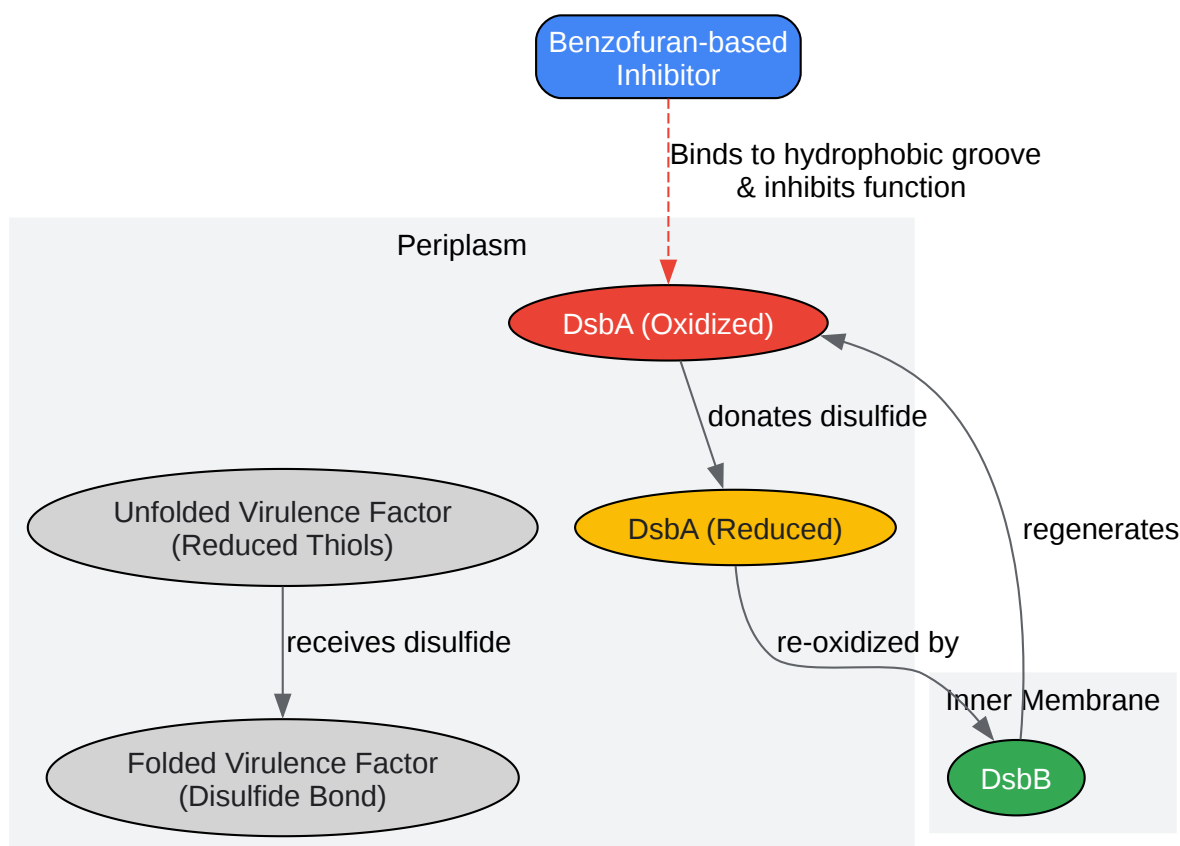 Benzofuran-based
Inhibitor
Binds to hydrophobic groove
& inhibits function
Periplasm
DsbA (Oxidized)
donates disulfide
Unfolded Virulence Factor
(Reduced Thiols)
DsbA (Reduced)
regenerates
receives disulfide
re-oxidized by
Inner Membrane
Folded Virulence Factor
(Disulfide Bond)
DsbB